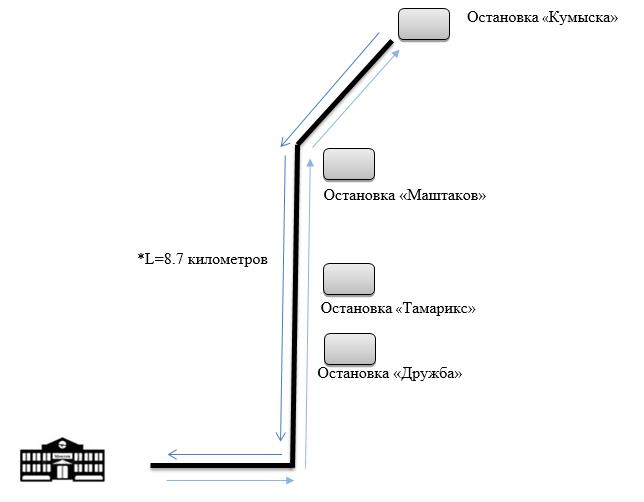 Остановка «Кумыска»
Остановка «Маштаков»
*L=8.7 километров
Остановка «Тамарикс»
Остановка «Дружба»